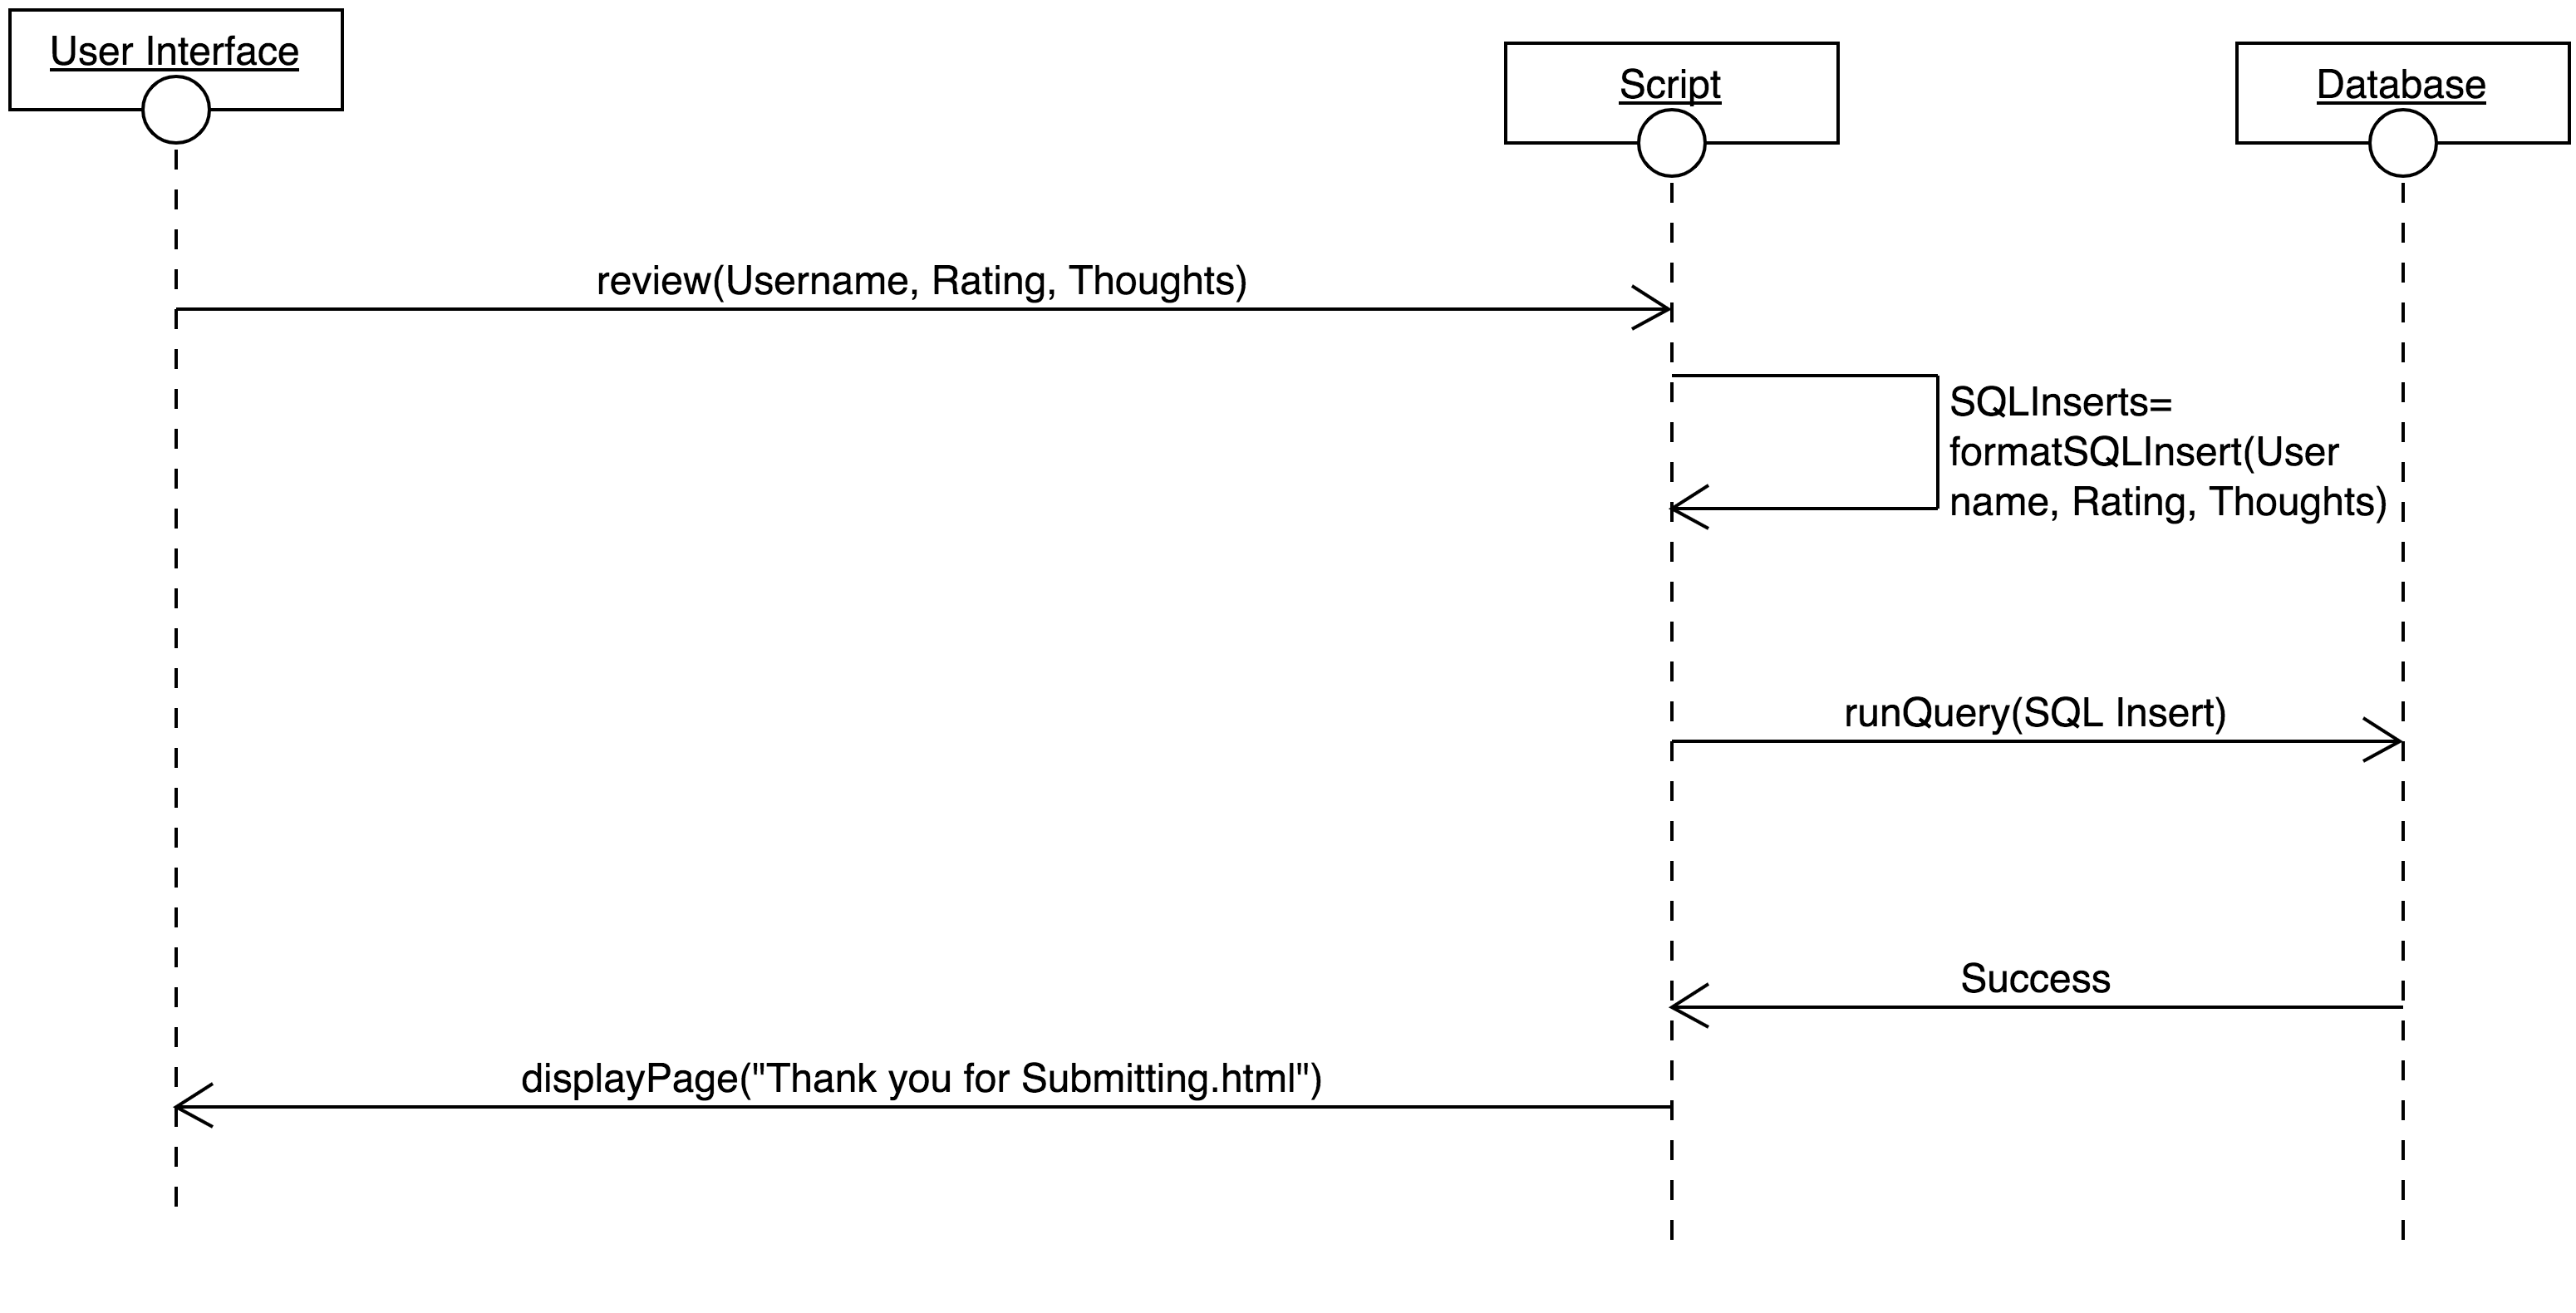 User Interface
Script
Database
review(Username, Rating, Thoughts)
SQLInserts=
formatSQLInsert(User
name, Rating, Thoughts)
runQuery(SQL Insert)
Success
displayPage("Thank you for Submitting.html")